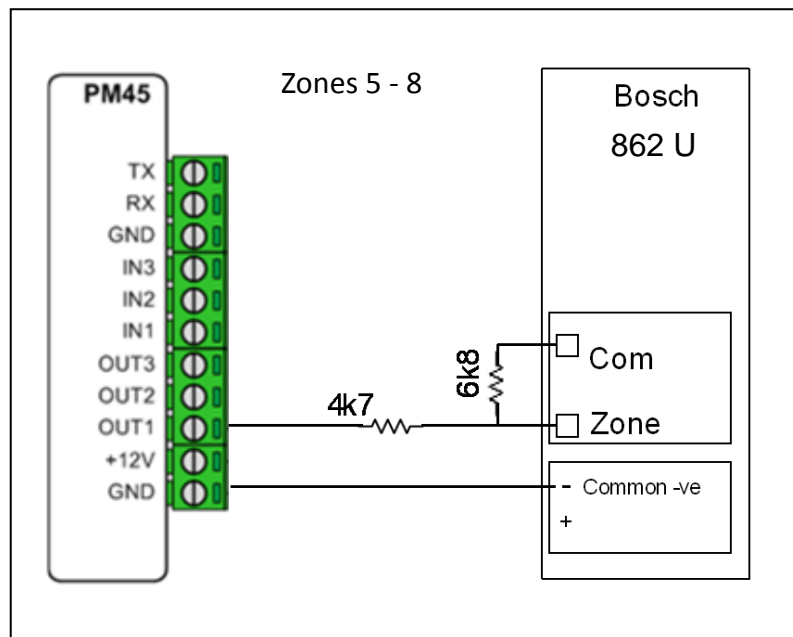 PM45
TX
RX
GND
IN3
IN2
IN1
OUT3
OUT2
OUT1
+12V
GND
Zones 5 - 8
4k7
6k8
Bosch
862 U
Com
Zone
- Common -ve
+